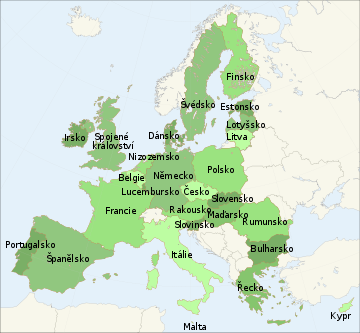 Finsko
Švédsko
Estonsko
Lotyšsko
Litva
Dánsko
Irsko
Spojené
království
Nizozemsko
Polsko
Belgie
Německo
Lucembursko
Česko
Slovensko
Francie
Rakousko
Maďarsko
Slovinsko
Rumunsko
Portugalsko
Španělsko
Itálie
Bulharsko
Řecko
Kypr
Malta